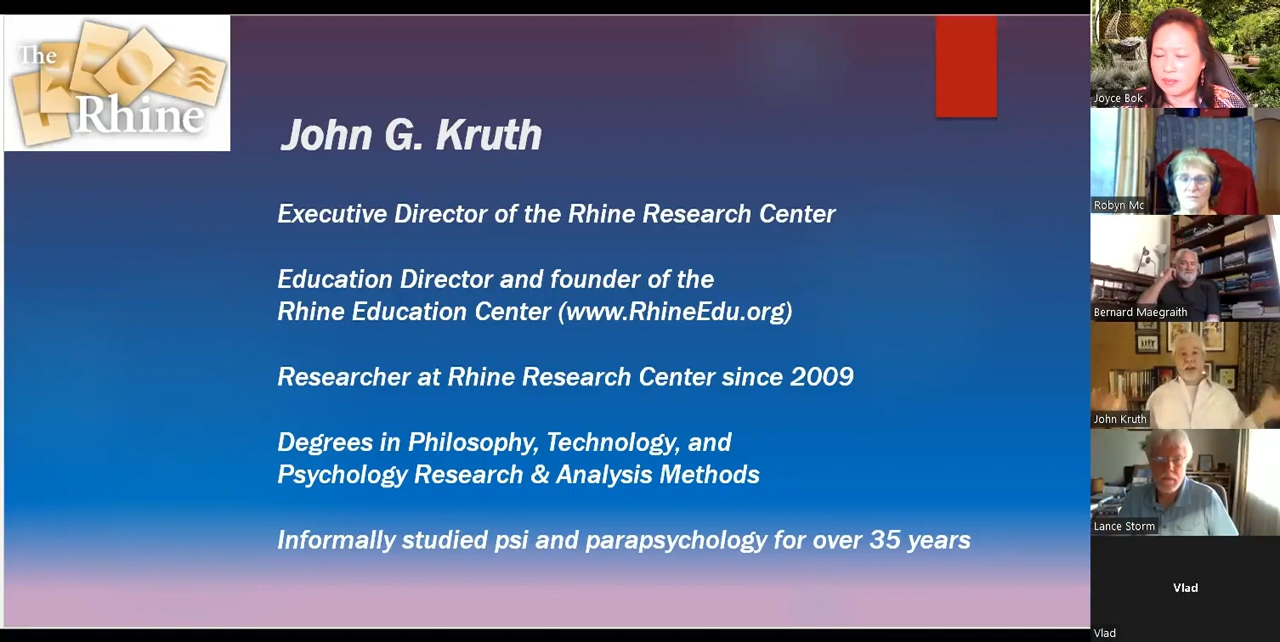 The
Rhine
John G. Kruth
Executive Director of the Rhine Research Center
Education Director and founder of the
Rhine Education Center (www.RhineEdu.org)
Researcher at Rhine Research Center since 2009
Degrees in Philosophy, Technology, and
Psychology Research & Analysis Methods
Informally studied psi and parapsychology for over 35 years
Joyce Bok
Robyn Mc
Bernard Maegraith
John Kruth
Lance Storm
Vlad
Vlad